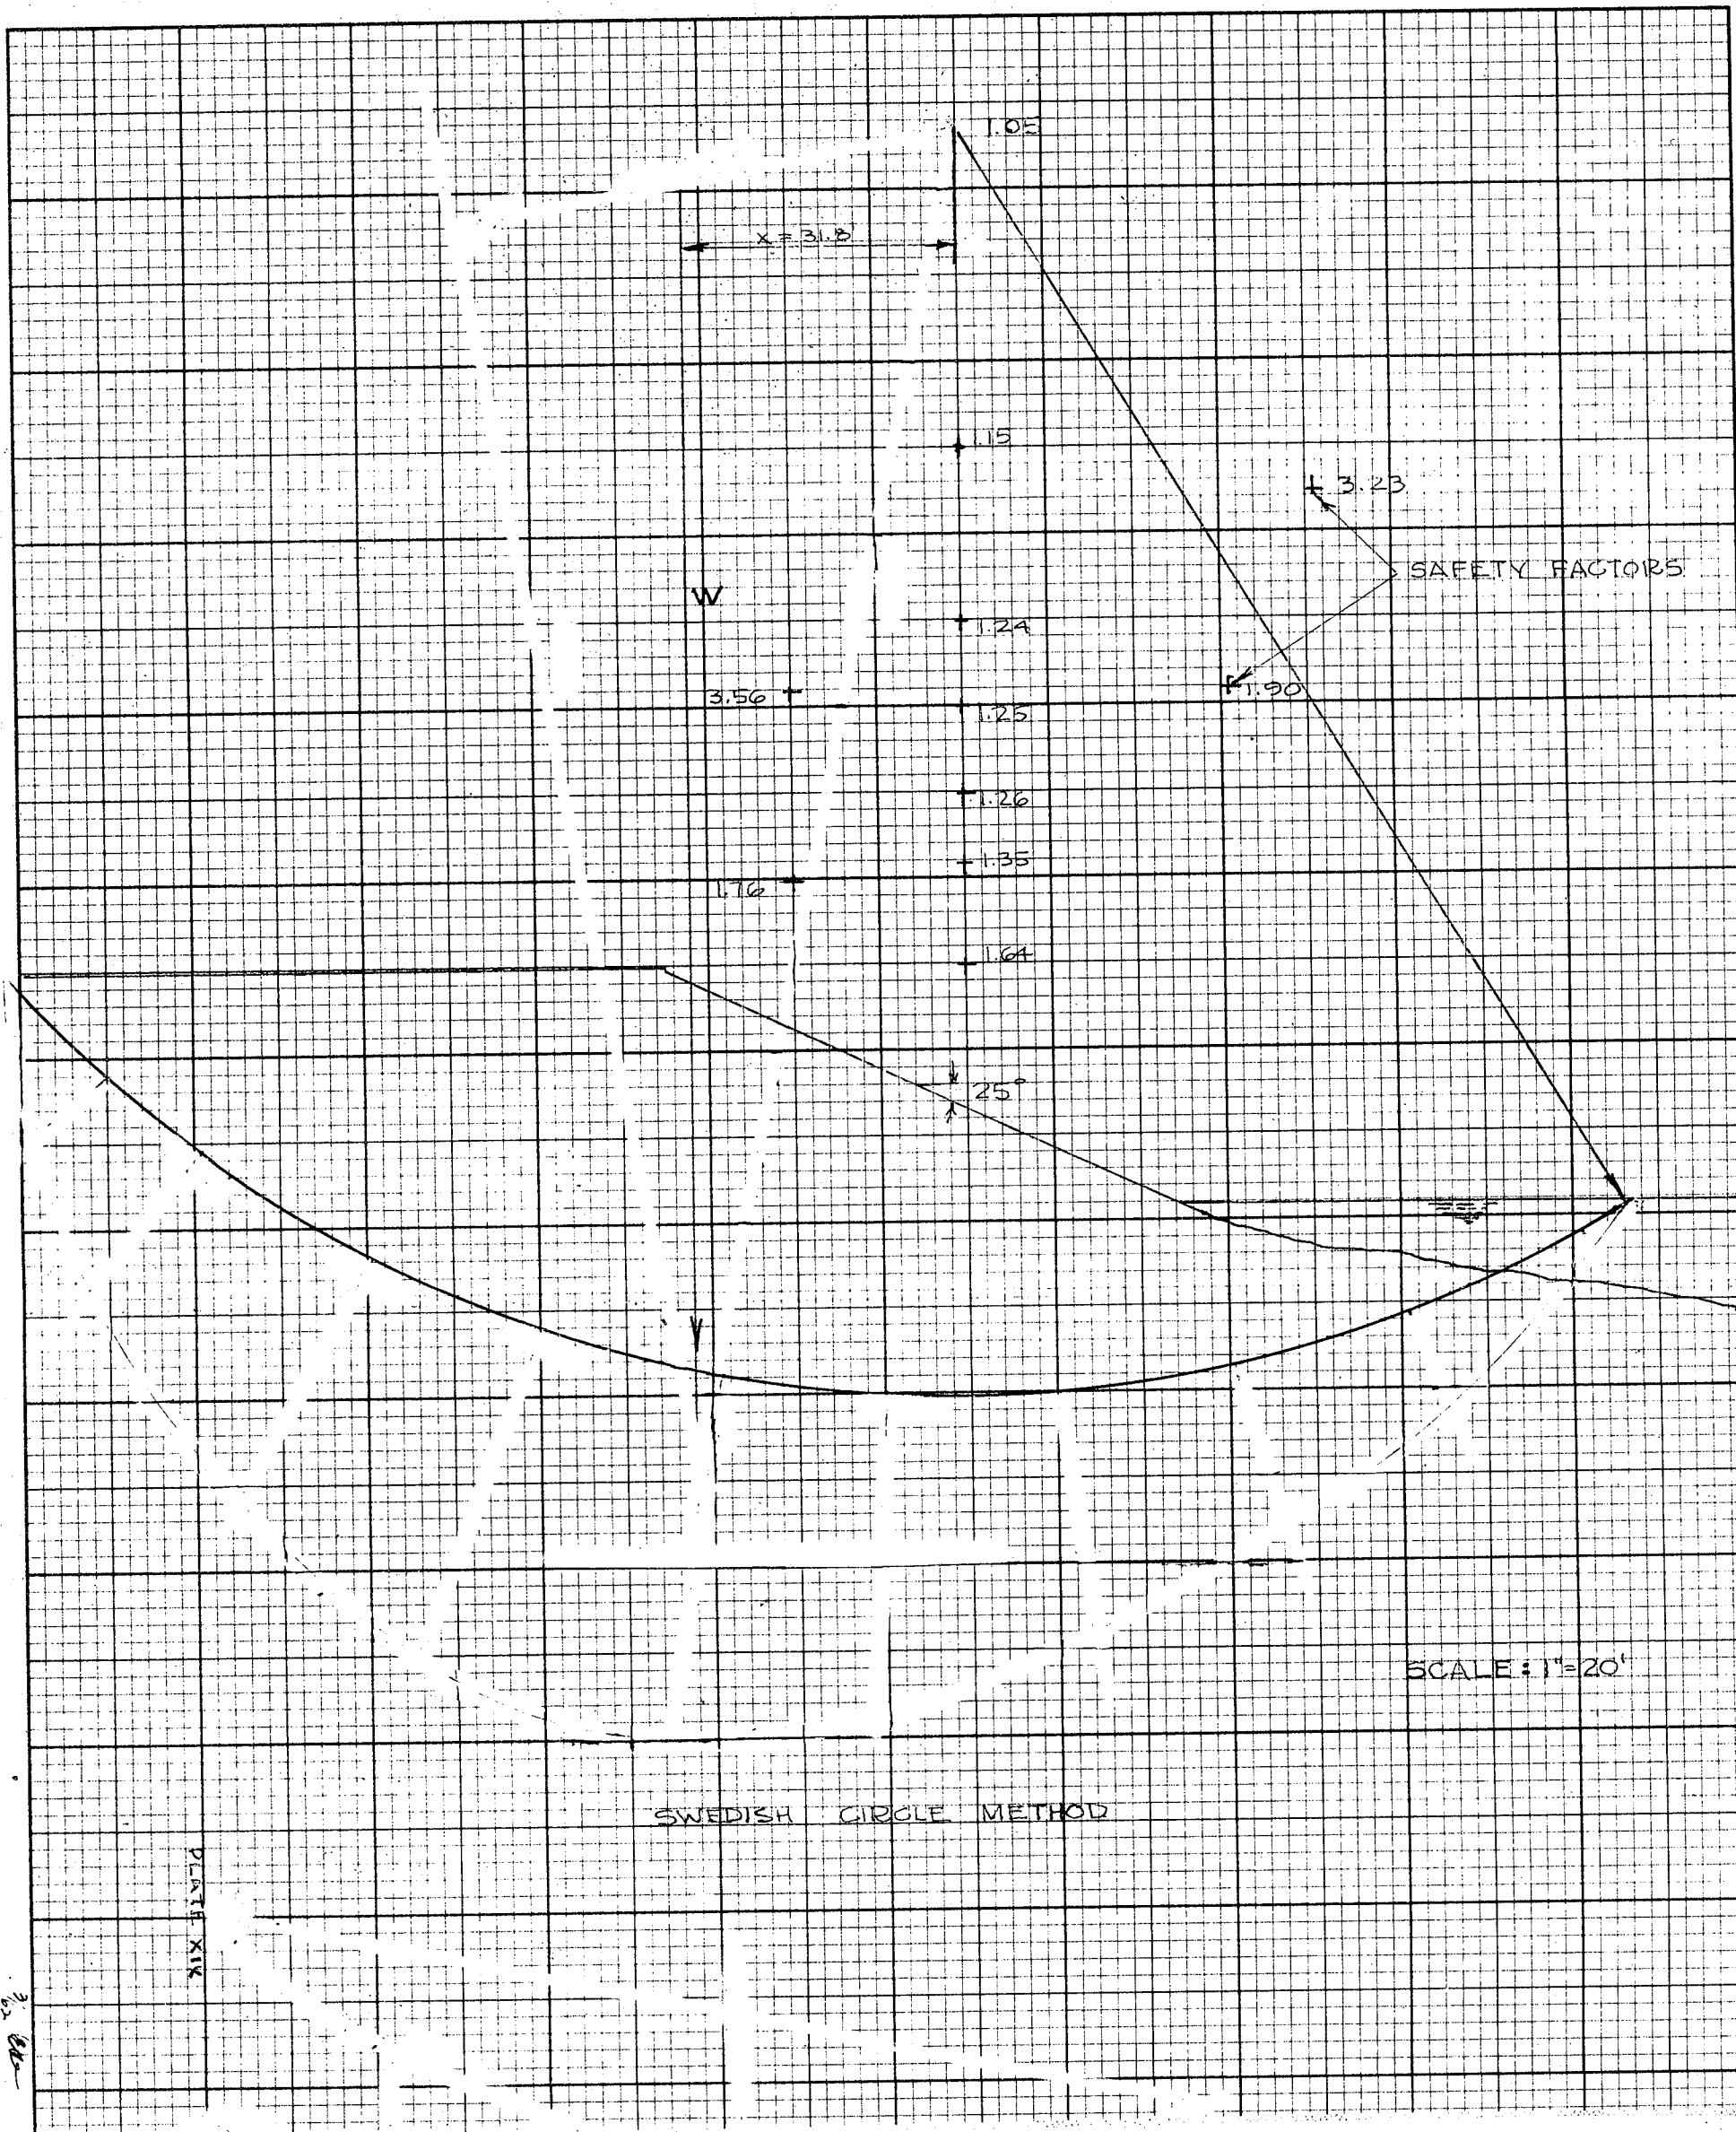 1.05
x = 31.8'
1.15
3.23
SAFETY FACTORS
W
1.24
1.90
3.56
1.25
1.26
1.35
1.76
1.64
25°
SCALE: 1"=20'
SWEDISH CIRCLE METHOD
PLATE